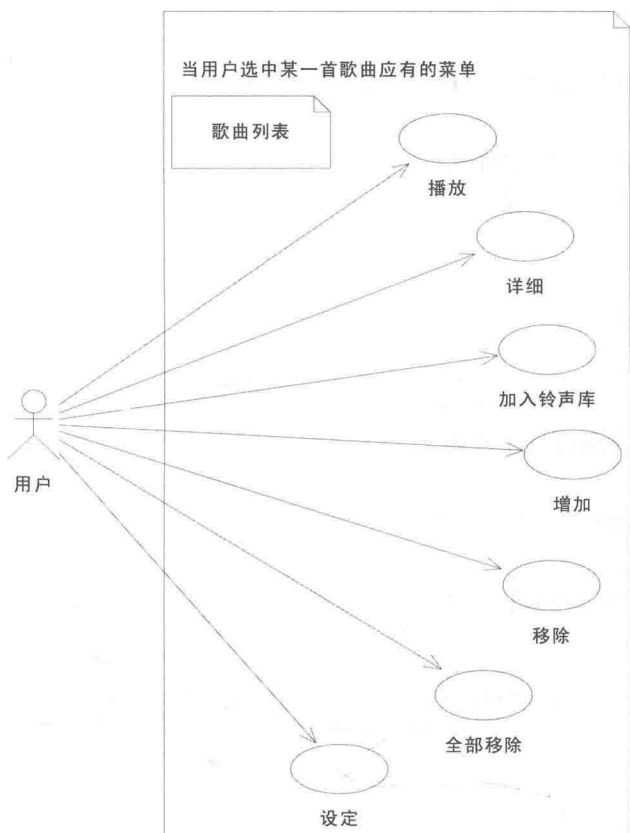 当用户选中某一首歌曲应有的菜单
歌曲列表
播放
详细
加入铃声库
增加
用户
移除
全部移除
设定